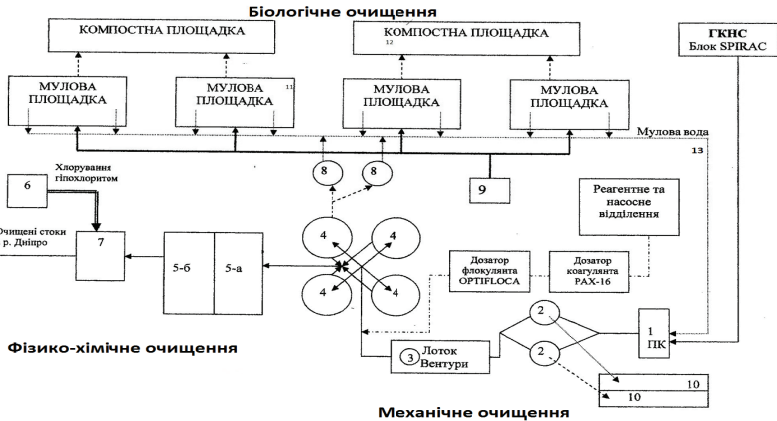 Біологічне очищення
КОМПОСТНА ПЛОЩАДКА
КОМПОСТНА ПЛОЩАДКА
12
ГКНС
Блок SPIRAC
МУЛОВА
ПЛОЩАДКА
МУЛОВА 11
ПЛОЩАДКА
МУЛОВА
ПЛОЩАДКА
МУЛОВА
ПЛОЩАДКА
Мулова вода
13
Хлорування
гіпохлоритом
8
8
9
6
Реагентне та
насосне
відділення
Очищені стоки
р. Дніпро
7
4
4
5-б
5-а
Дозатор
флокулянта
OPTIFLOCA
Дозатор
коагулянта
PAX-16
4
4
2
1
ПК
Фізико-хімічне очищення
3
Лоток
Вентури
2
10
10
Механічне очищення